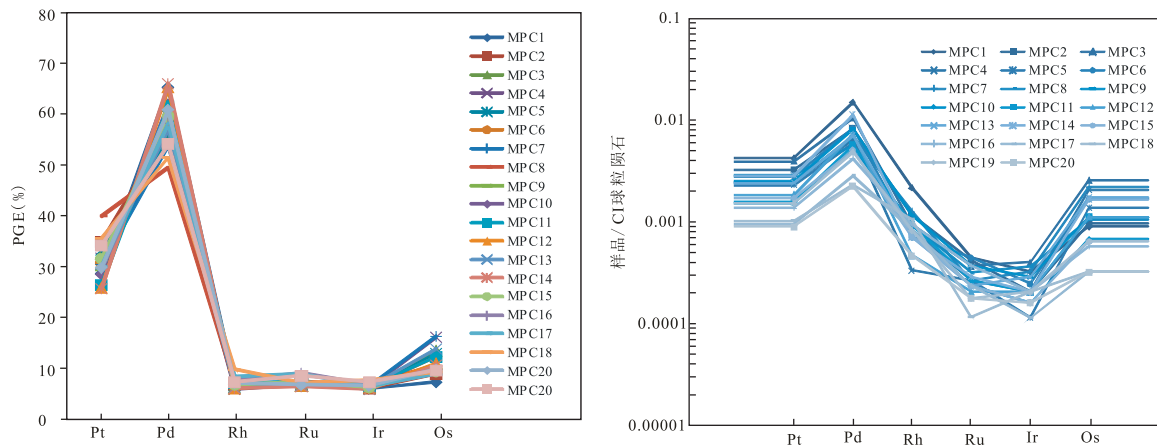 80
70
60
50
40
30
20
10
0
PGE(%)
Pt Pd Rh Ru Ir Os
MPC1
MPC2
MPC3
MPC4
MPC5
MPC6
MPC7
MPC8
MPC9
MPC10
MPC11
MPC12
MPC13
MPC14
MPC15
MPC16
MPC17
MPC18
MPC20
MPC20
0.1
0.01
0.001
0.0001
0.00001
样品/CI球粒陨石
MPC1 MPC2 MPC3
MPC4 MPC5 MPC6
MPC7 MPC8 MPC9
MPC10 MPC11 MPC12
MPC13 MPC14 MPC15
MPC16 MPC17 MPC18
MPC19 MPC20
Pt Pd Rh Ru Ir Os